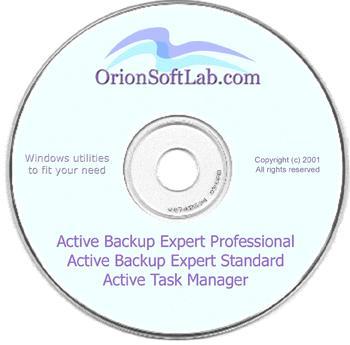 OrionSoftLab.com
Windows utilities
to fit your need
Copyright (c) 2001
All rights reserved
Active Backup Expert Professional
Active Backup Expert Standard
Active Task Manager